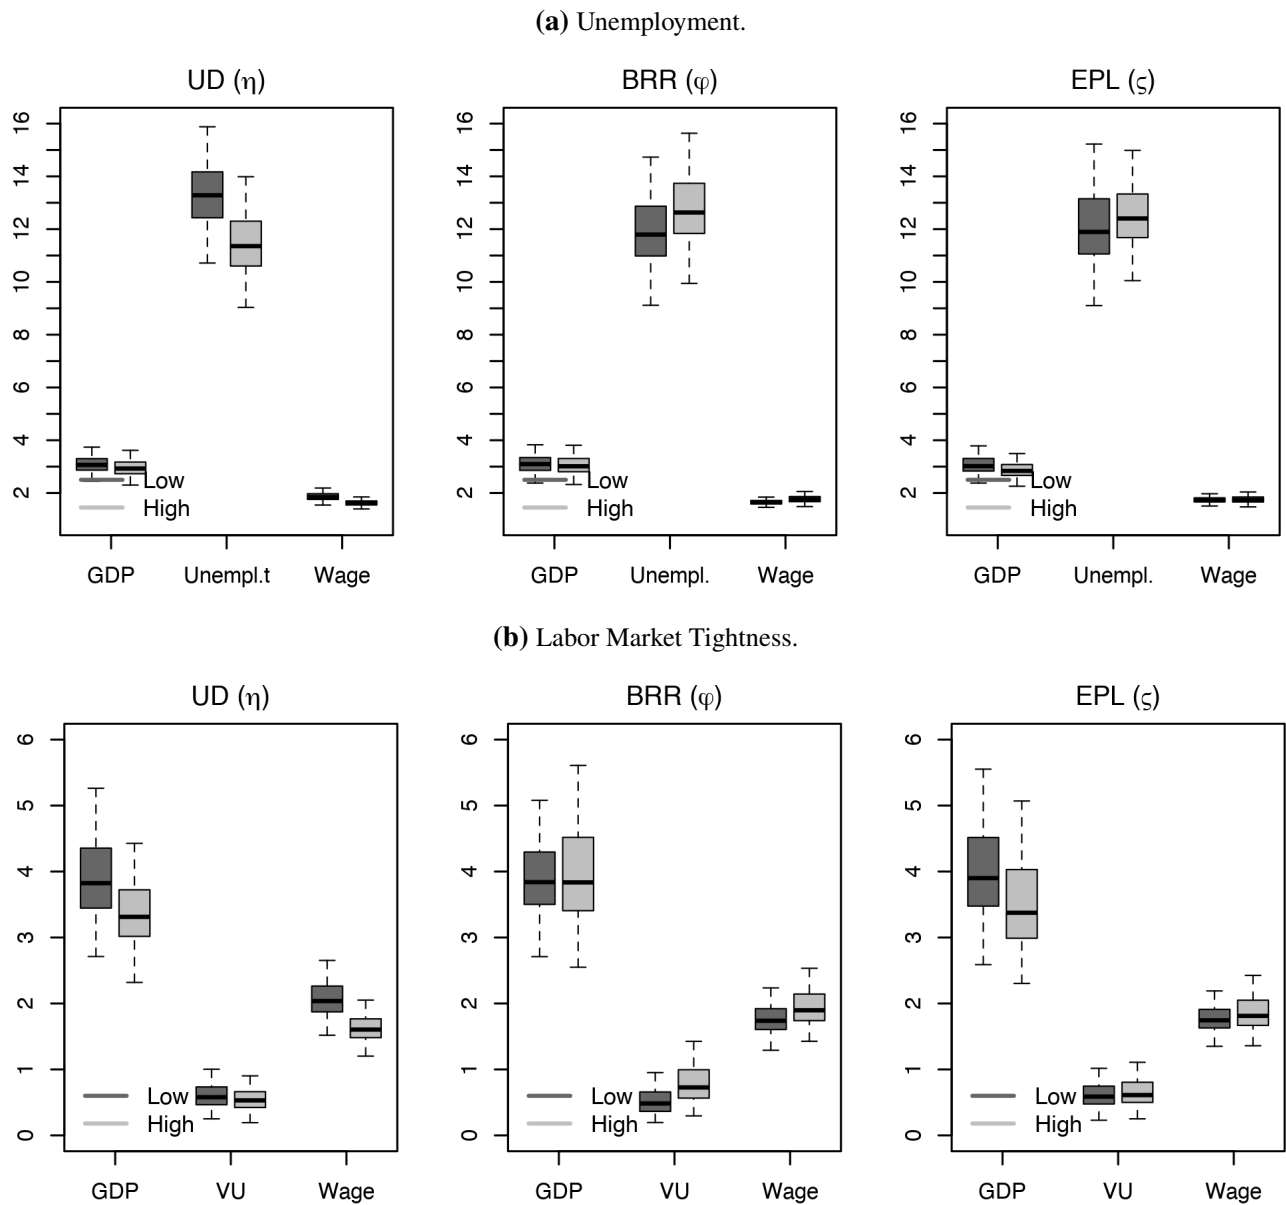 (a) Unemployment.
UD (η) BRR (φ) EPL (ς)
16 16 16
14 14 14
12 12 12
10 10 10
8 8 8
6 6 6
4 4 4
2 2 2
Low Low Low
High High High
GDP Unempl.t Wage GDP Unempl. Wage GDP Unempl. Wage
(b) Labor Market Tightness.
UD (η) BRR (φ) EPL (ς)
6 6 6
5 5 5
4 4 4
3 3 3
2 2 2
1 1 1
Low Low Low
High High High
0 0 0
GDP VU Wage GDP VU Wage GDP VU Wage